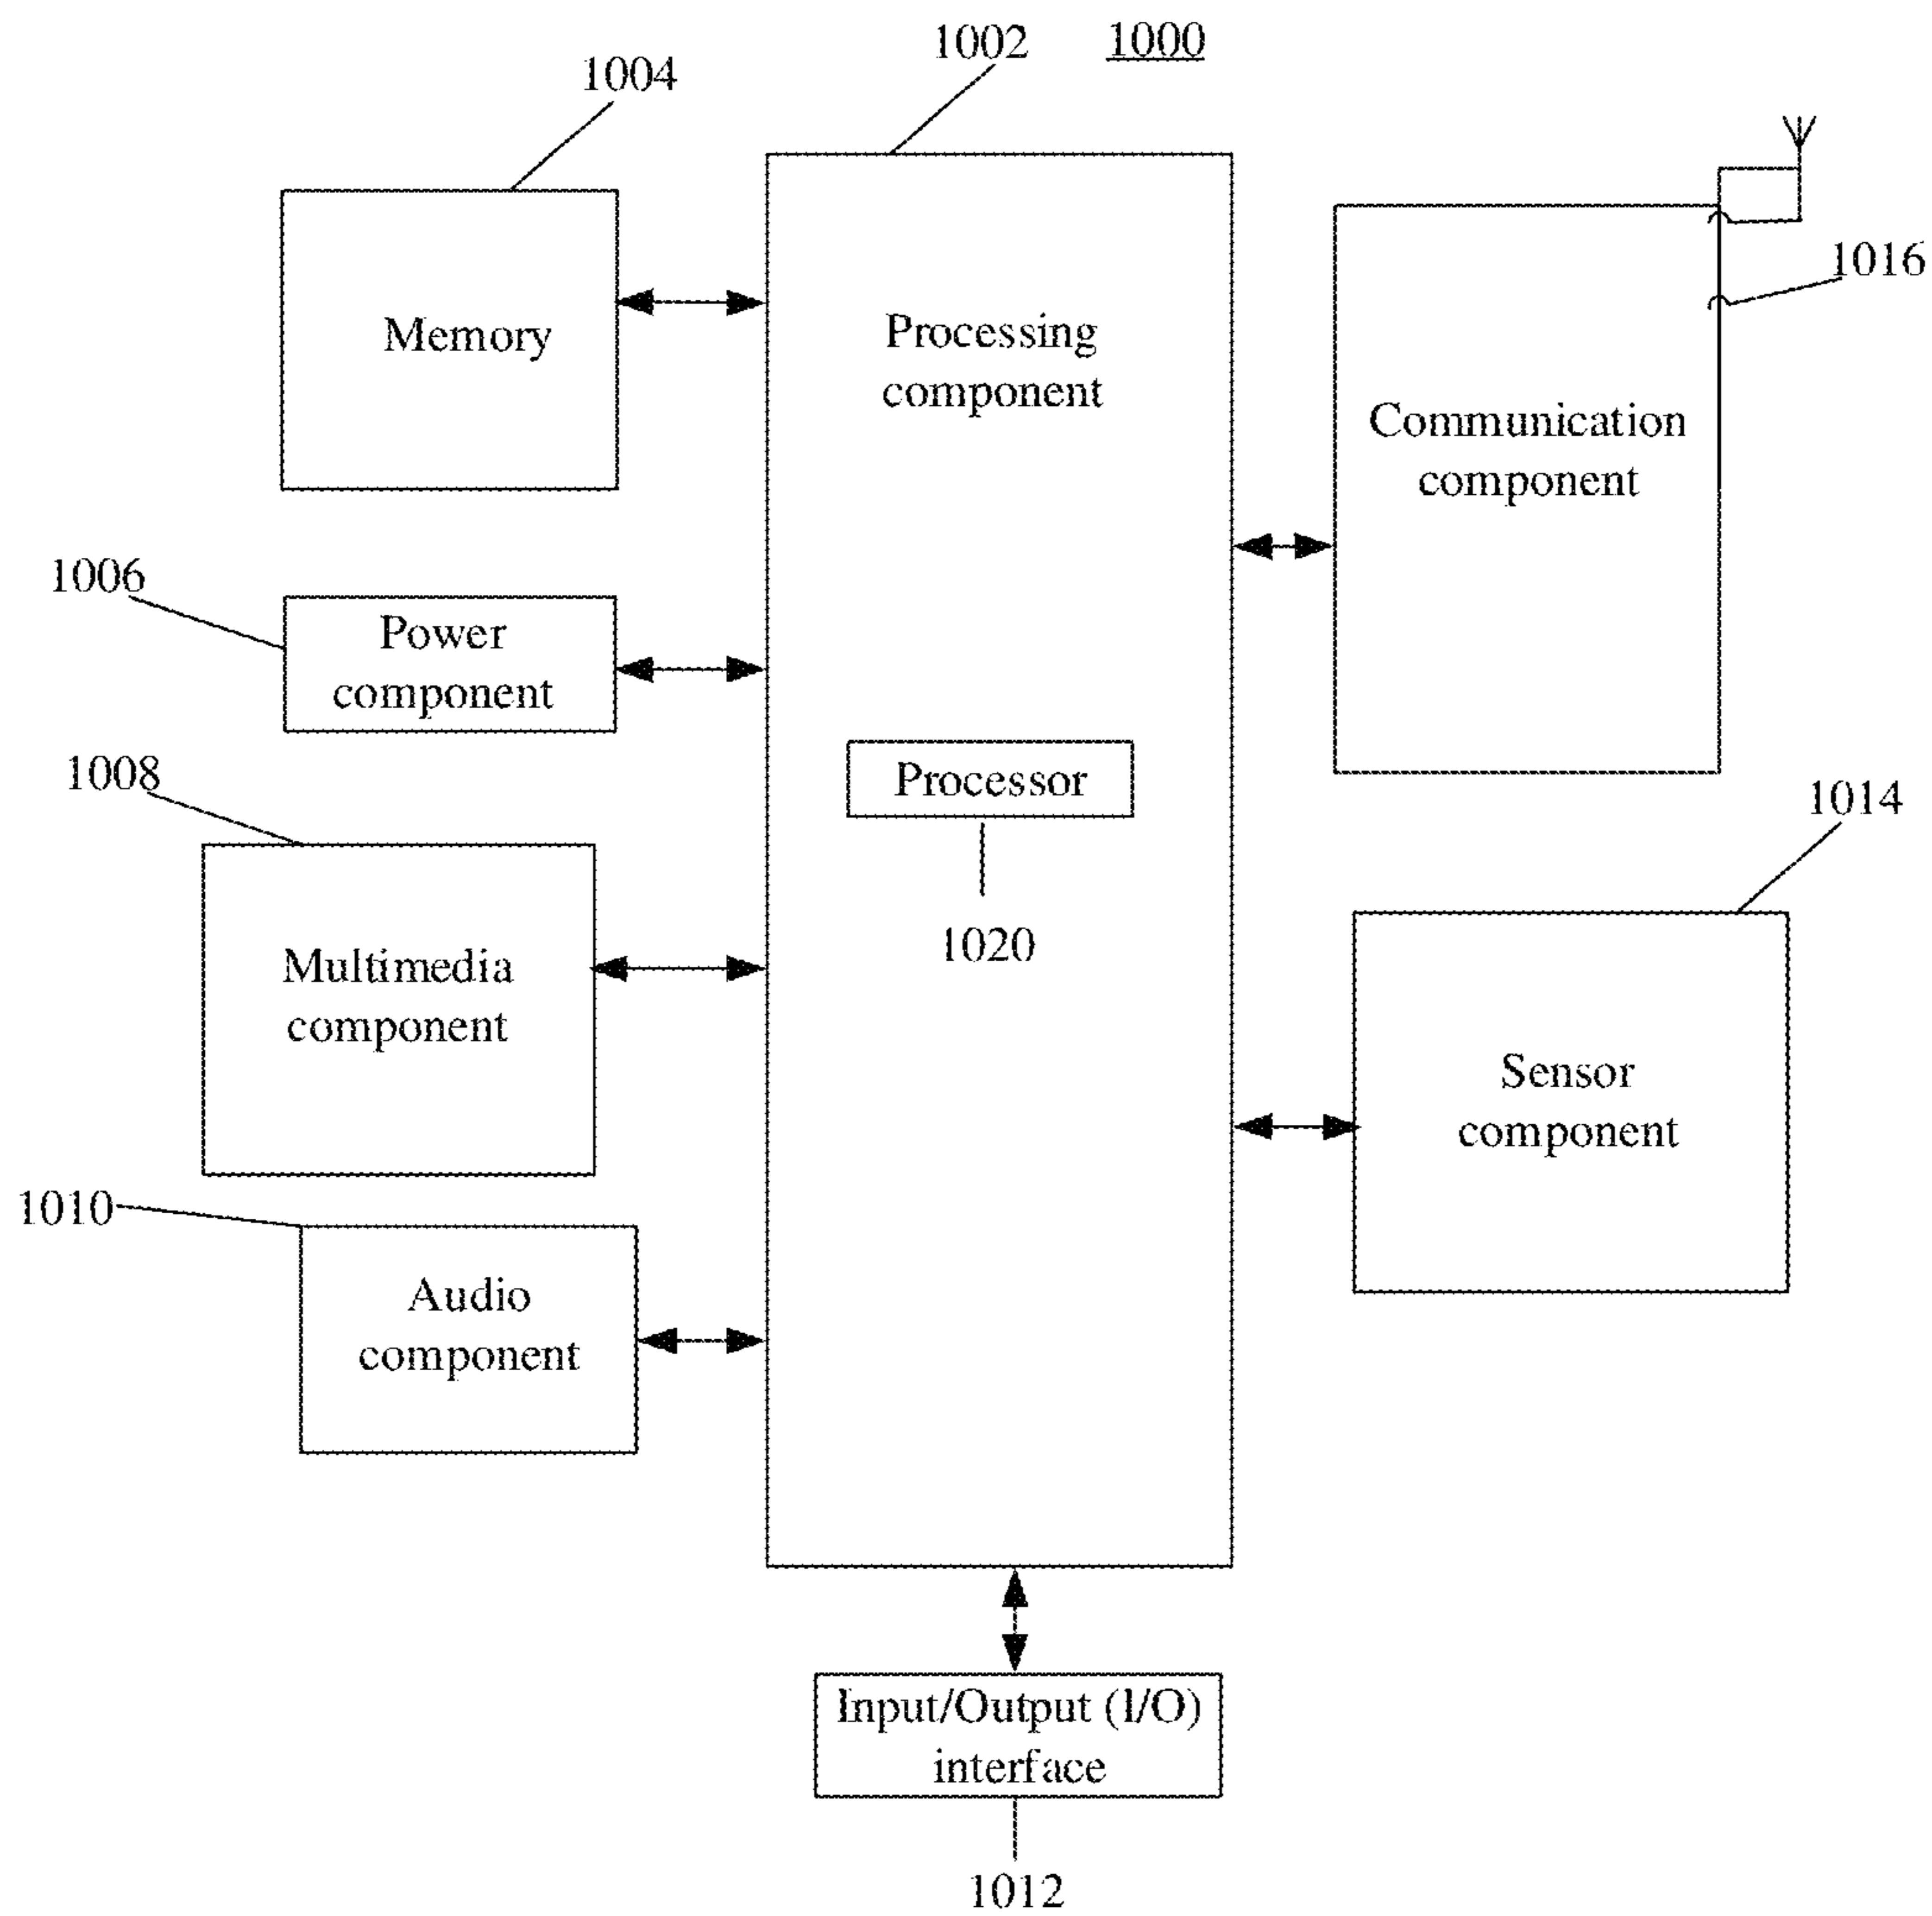 1002
1000
1004
Memory
Processing
component
1016
Communication
component
1006
Power
component
1008
Processor
1014
1020
Multimedia
component
Sensor
component
1010
Audio
component
Input/Output (I/O)
interface
1012